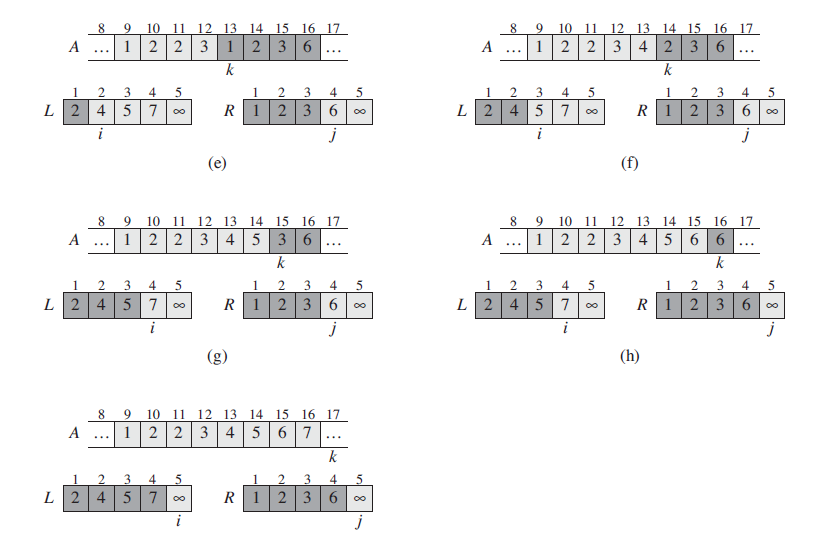 8 9 10 11 12 13 14 15 16 17
A ... 1 2 2 3 1 2 3 6 ...
k
1 2 3 4 5
L 2 4 5 7 ∞
i
1 2 3 4 5
R 1 2 3 6 ∞
j
(e)
8 9 10 11 12 13 14 15 16 17
A ... 1 2 2 3 4 2 3 6 ...
k
1 2 3 4 5
L 2 4 5 7 ∞
i
1 2 3 4 5
R 1 2 3 6 ∞
j
(f)
8 9 10 11 12 13 14 15 16 17
A ... 1 2 2 3 4 5 3 6 ...
k
1 2 3 4 5
L 2 4 5 7 ∞
i
1 2 3 4 5
R 1 2 3 6 ∞
j
(g)
8 9 10 11 12 13 14 15 16 17
A ... 1 2 2 3 4 5 6 6 ...
k
1 2 3 4 5
L 2 4 5 7 ∞
i
1 2 3 4 5
R 1 2 3 6 ∞
j
(h)
8 9 10 11 12 13 14 15 16 17
A ... 1 2 2 3 4 5 6 7 ...
k
1 2 3 4 5
L 2 4 5 7 ∞
i
1 2 3 4 5
R 1 2 3 6 ∞
j